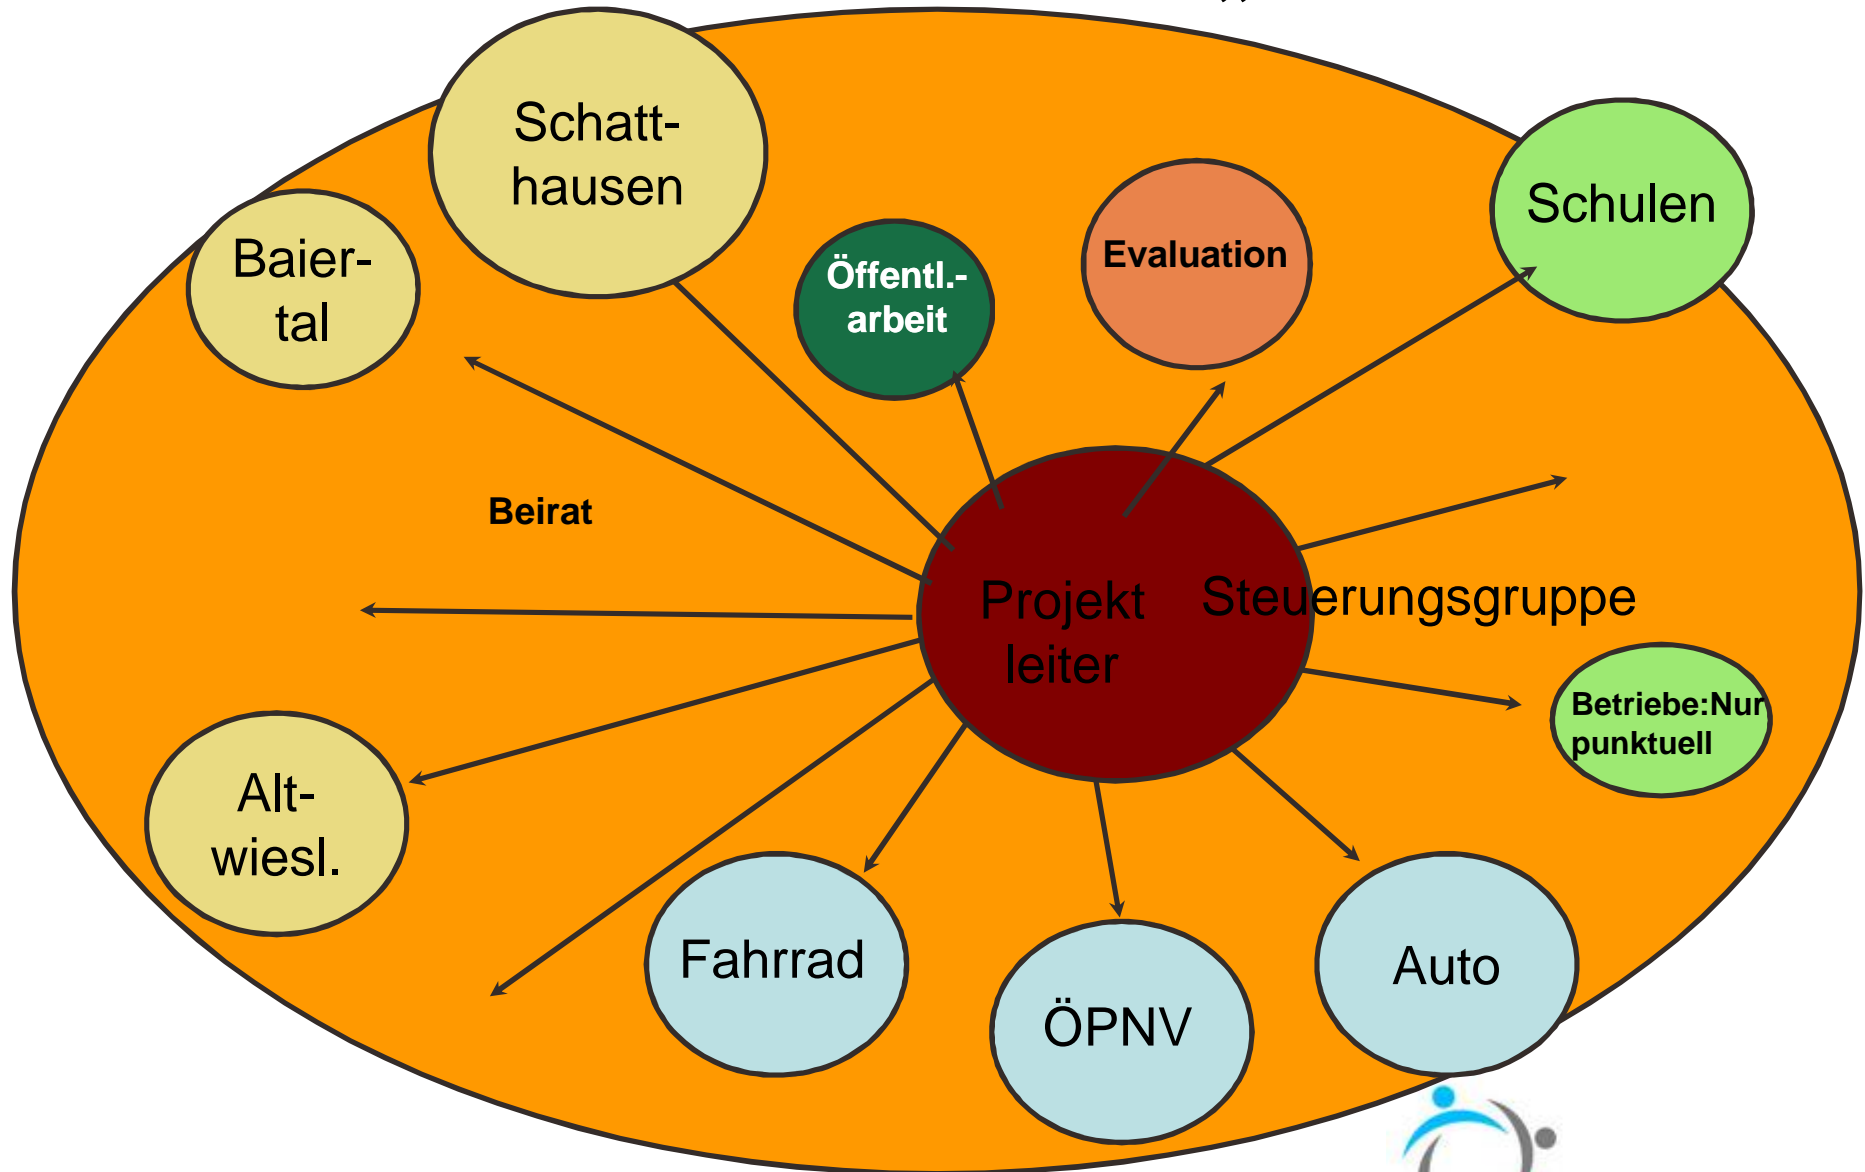 Schatt-
hausen
Schulen
Baier-
tal
Öffentl.-
arbeit
Evaluation
Beirat
Projekt
leiter
Steuerungsgruppe
Betriebe:Nur
punktuell
Alt-
wiesl.
Fahrrad
ÖPNV
Auto